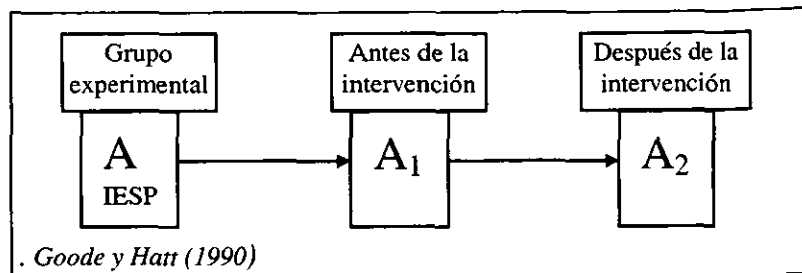 Grupo
experimental
Antes de la
intervención
Después de la
intervención
A
IESP
A₁
A₂
. Goode y Hatt (1990)